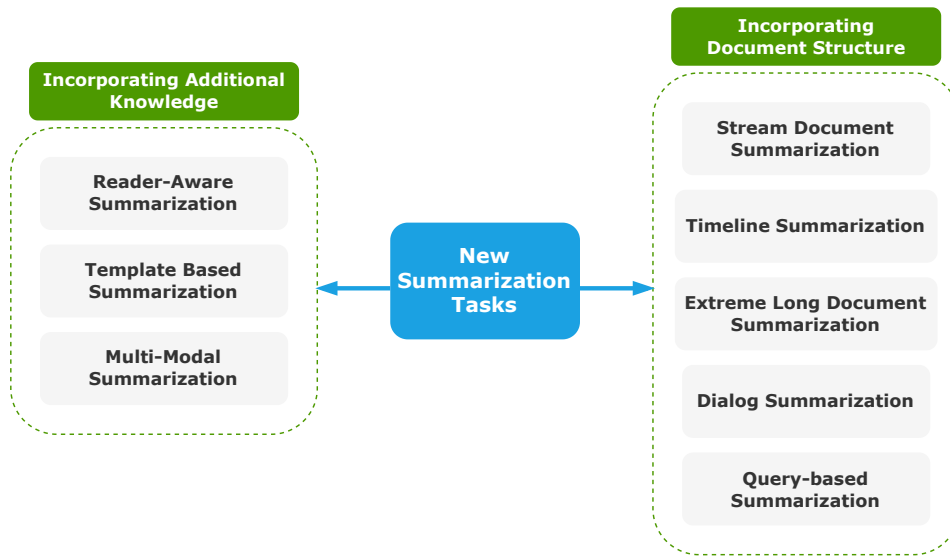 Incorporating Additional
Knowledge
Reader-Aware
Summarization
Template Based
Summarization
Multi-Modal
Summarization
New
Summarization
Tasks
Incorporating
Document Structure
Stream Document
Summarization
Timeline Summarization
Extreme Long Document
Summarization
Dialog Summarization
Query-based
Summarization